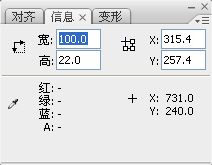 对齐 信息 × 变形
宽: 100.0 X: 315.4
高: 22.0 Y: 257.4
红: -
绿: - X: 731.0
蓝: - Y: 240.0
A: -